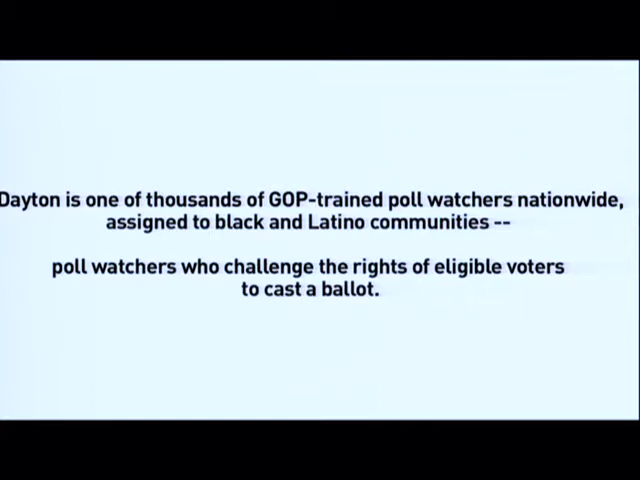 Dayton is one of thousands of GOP-trained poll watchers nationwide,
assigned to black and Latino communities --
poll watchers who challenge the rights of eligible voters
to cast a ballot.